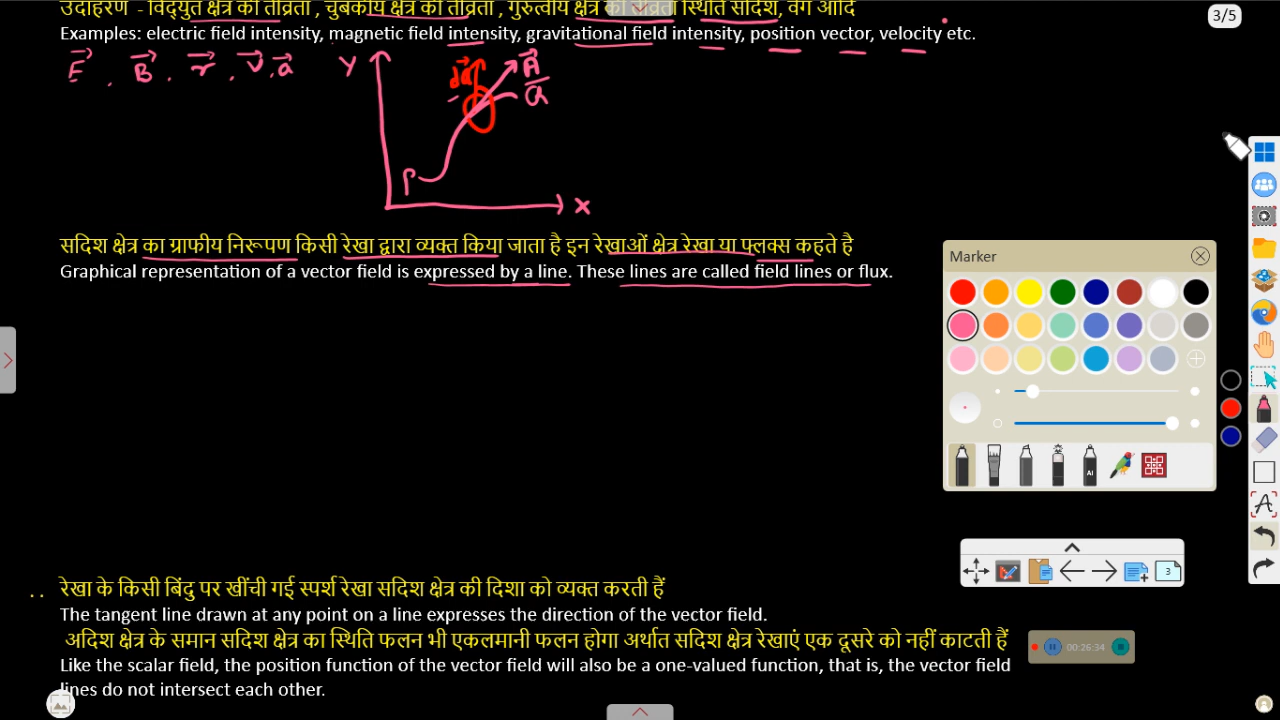 उदाहरण - विद्युत क्षेत्र की तीव्रता , चुंबकीय क्षेत्र की तीव्रता , गुरुत्वीय क्षेत्र की तीव्रता स्थिति सदिश, वेग आदि
3/5
Examples: electric field intensity, magnetic field intensity, gravitational field intensity, position vector, velocity etc.
E⃗ . B⃗ . r⃗ . v⃗ . a⃗
Y
A⃗
a
P
X
सदिश क्षेत्र का ग्राफीय निरूपण किसी रेखा द्वारा व्यक्त किया जाता है इन रेखाओं क्षेत्र रेखा या फ्लक्स कहते है
Graphical representation of a vector field is expressed by a line. These lines are called field lines or flux.
Marker
AI
A
3
.. रेखा के किसी बिंदु पर खींची गई स्पर्श रेखा सदिश क्षेत्र की दिशा को व्यक्त करती हैं
The tangent line drawn at any point on a line expresses the direction of the vector field.
अदिश क्षेत्र के समान सदिश क्षेत्र का स्थिति फलन भी एकलमानी फलन होगा अर्थात सदिश क्षेत्र रेखाएं एक दूसरे को नहीं काटती हैं
00:26:34
Like the scalar field, the position function of the vector field will also be a one-valued function, that is, the vector field
lines do not intersect each other.